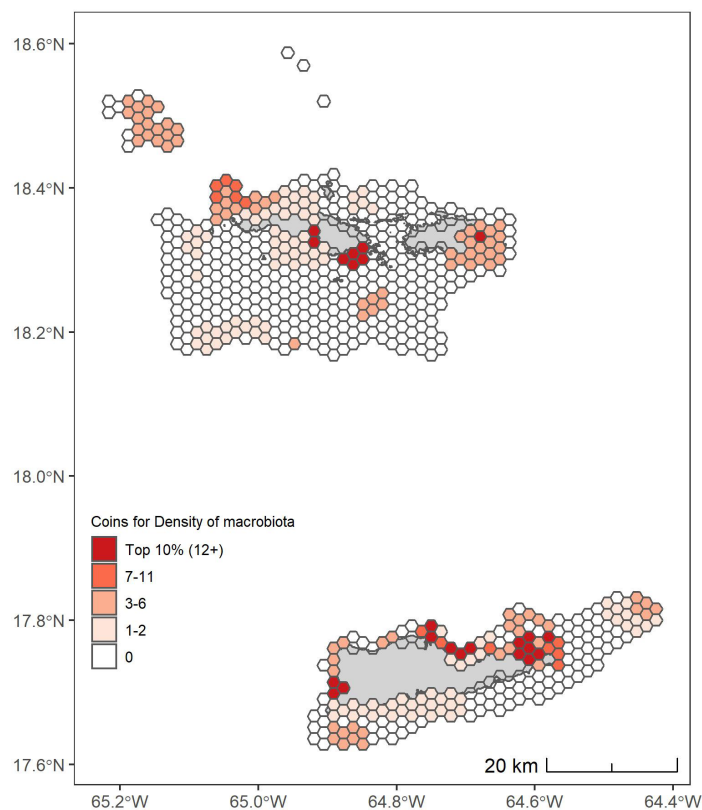 18.6°N
18.4°N
18.2°N
18.0°N
17.8°N
17.6°N
Coins for Density of macrobiota
Top 10% (12+)
7-11
3-6
1-2
0
20 km
65.2°W 65.0°W 64.8°W 64.6°W 64.4°W